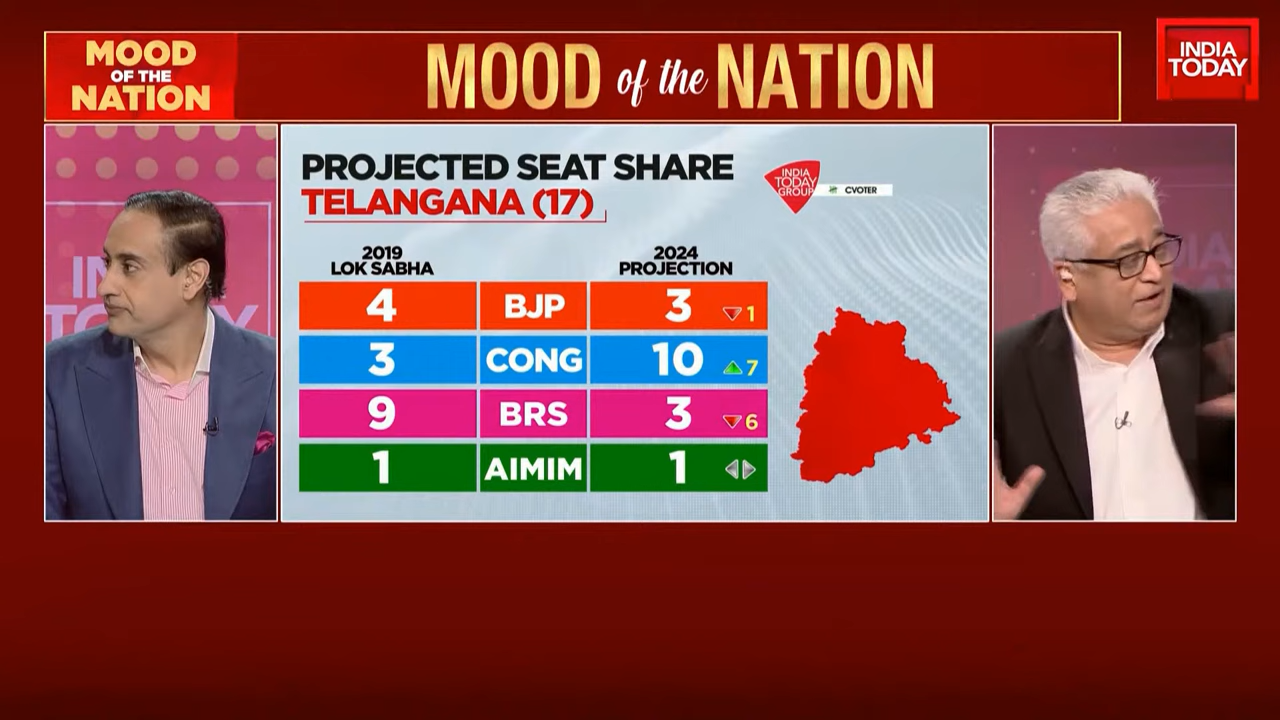 MOOD
OF THE
NATION
MOOD of the NATION
INDIA
TODAY
PROJECTED SEAT SHARE
TELANGANA (17)
INDIA
TODAY
GROUP
CVOTER
2019
LOK SABHA
2024
PROJECTION
4 BJP 3 1
3 CONG 10 7
9 BRS 3 6
1 AIMIM 1
IN
TODAY